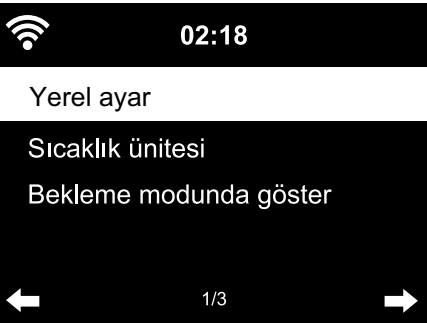 02:18
Yerel ayar
Sıcaklık ünitesi
Bekleme modunda göster
1/3